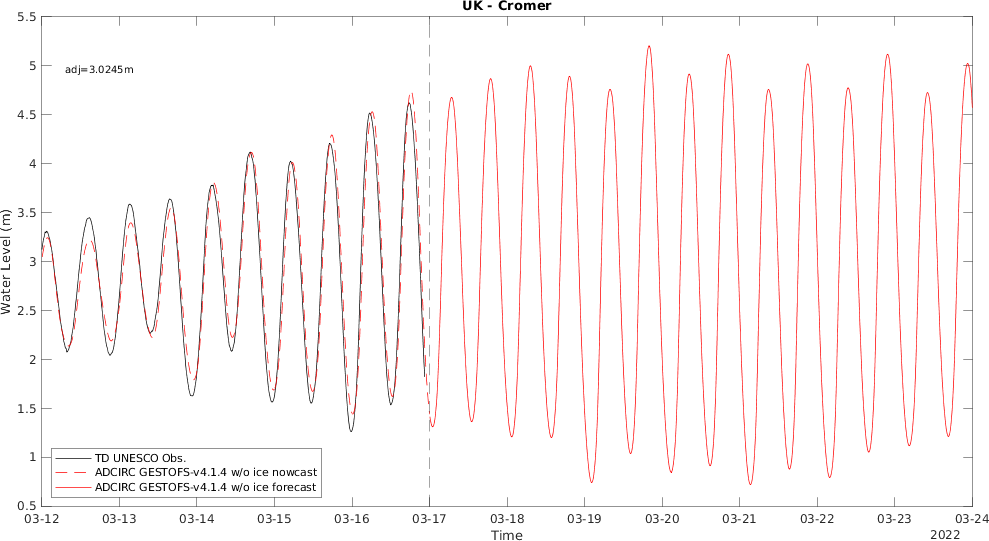 UK - Cromer
5.5
5
4.5
4
3.5
3
2.5
2
1.5
1
0.5
Water Level (m)
adj=3.0245m
TD UNESCO Obs.
ADCIRC GESTOFS-v4.1.4 w/o ice nowcast
ADCIRC GESTOFS-v4.1.4 w/o ice forecast
03-12 03-13 03-14 03-15 03-16 03-17 03-18 03-19 03-20 03-21 03-22 03-23 03-24
Time
2022